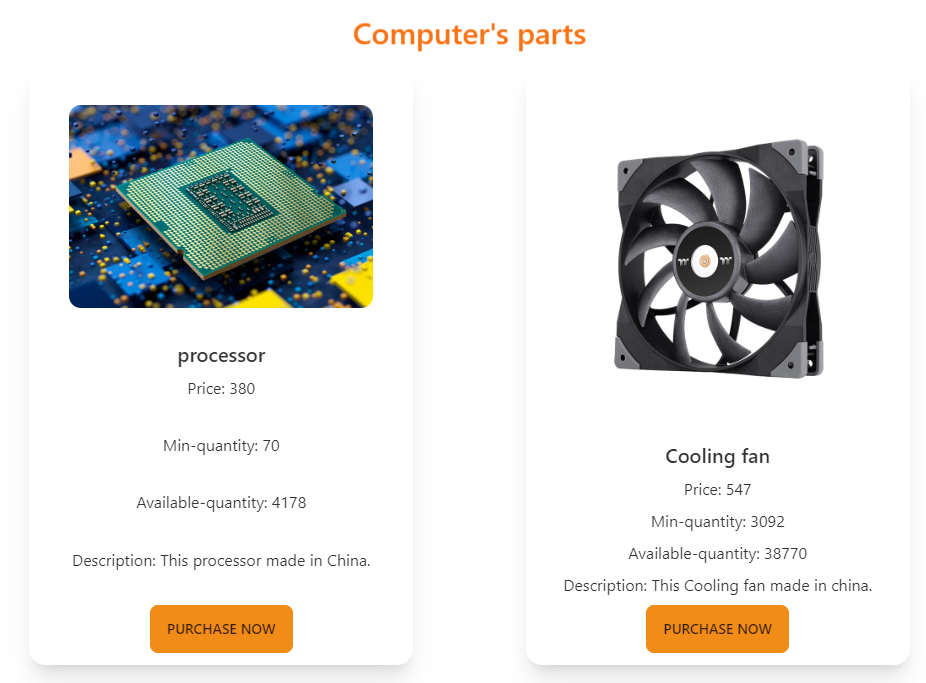 Computer's parts
processor
Price: 380
Min-quantity: 70
Available-quantity: 4178
Description: This processor made in China.
PURCHASE NOW
Cooling fan
Price: 547
Min-quantity: 3092
Available-quantity: 38770
Description: This Cooling fan made in china.
PURCHASE NOW